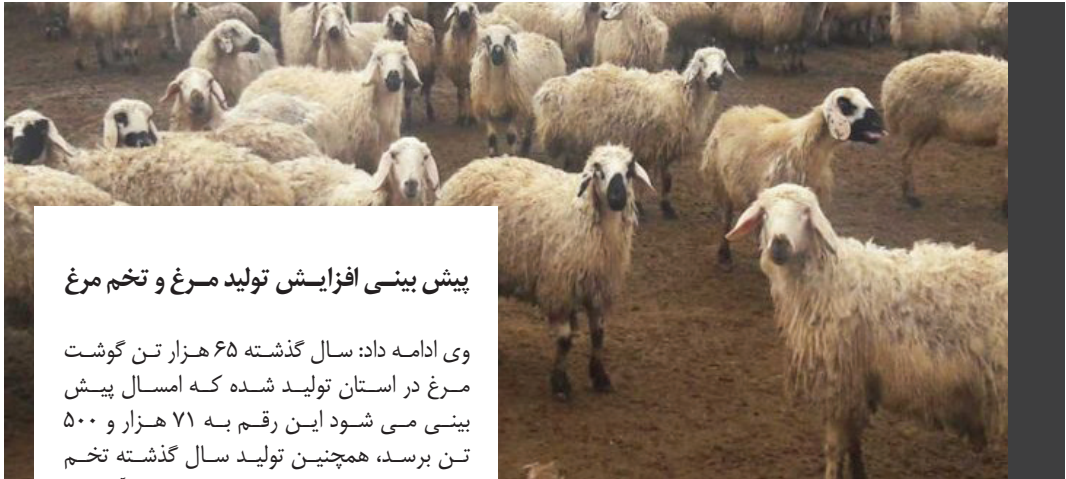 پیش بینی افزایش تولید مرغ و تخم مرغ
وی ادامه داد: سال گذشته ۶۵ هزار تن گوشت
مرغ در استان تولید شده که امسال پیش
بینی می شود این رقم به ۷۱ هزار و ۵۰۰
تن برسد، همچنین تولید سال گذشته تخم